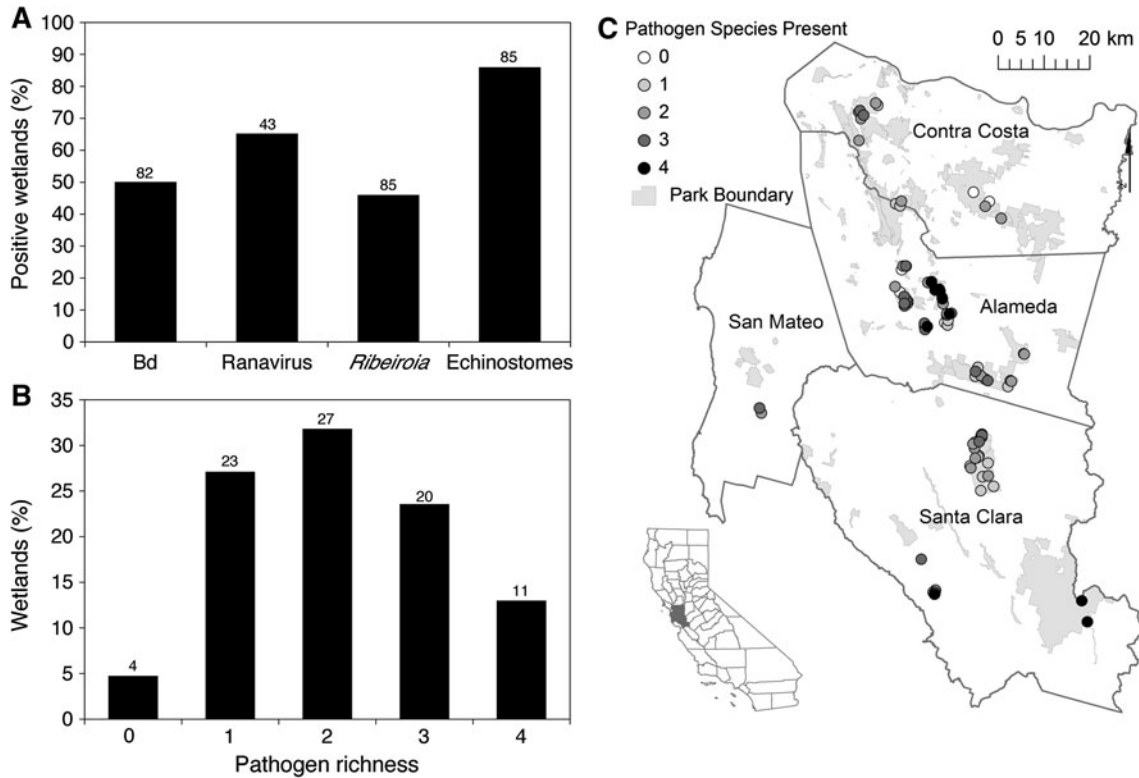 A
Positive wetlands (%)
100
90
80
70
60
50
40
30
20
10
0
82
43
85
85
Bd
Ranavirus
Ribeiroia
Echinostomes
B
Wetlands (%)
35
30
25
20
15
10
5
0
4
23
27
20
11
0
1
2
3
4
Pathogen richness
C
Pathogen Species Present
0
1
2
3
4
Park Boundary
0 5 10 20 km
Contra Costa
Alameda
San Mateo
Santa Clara